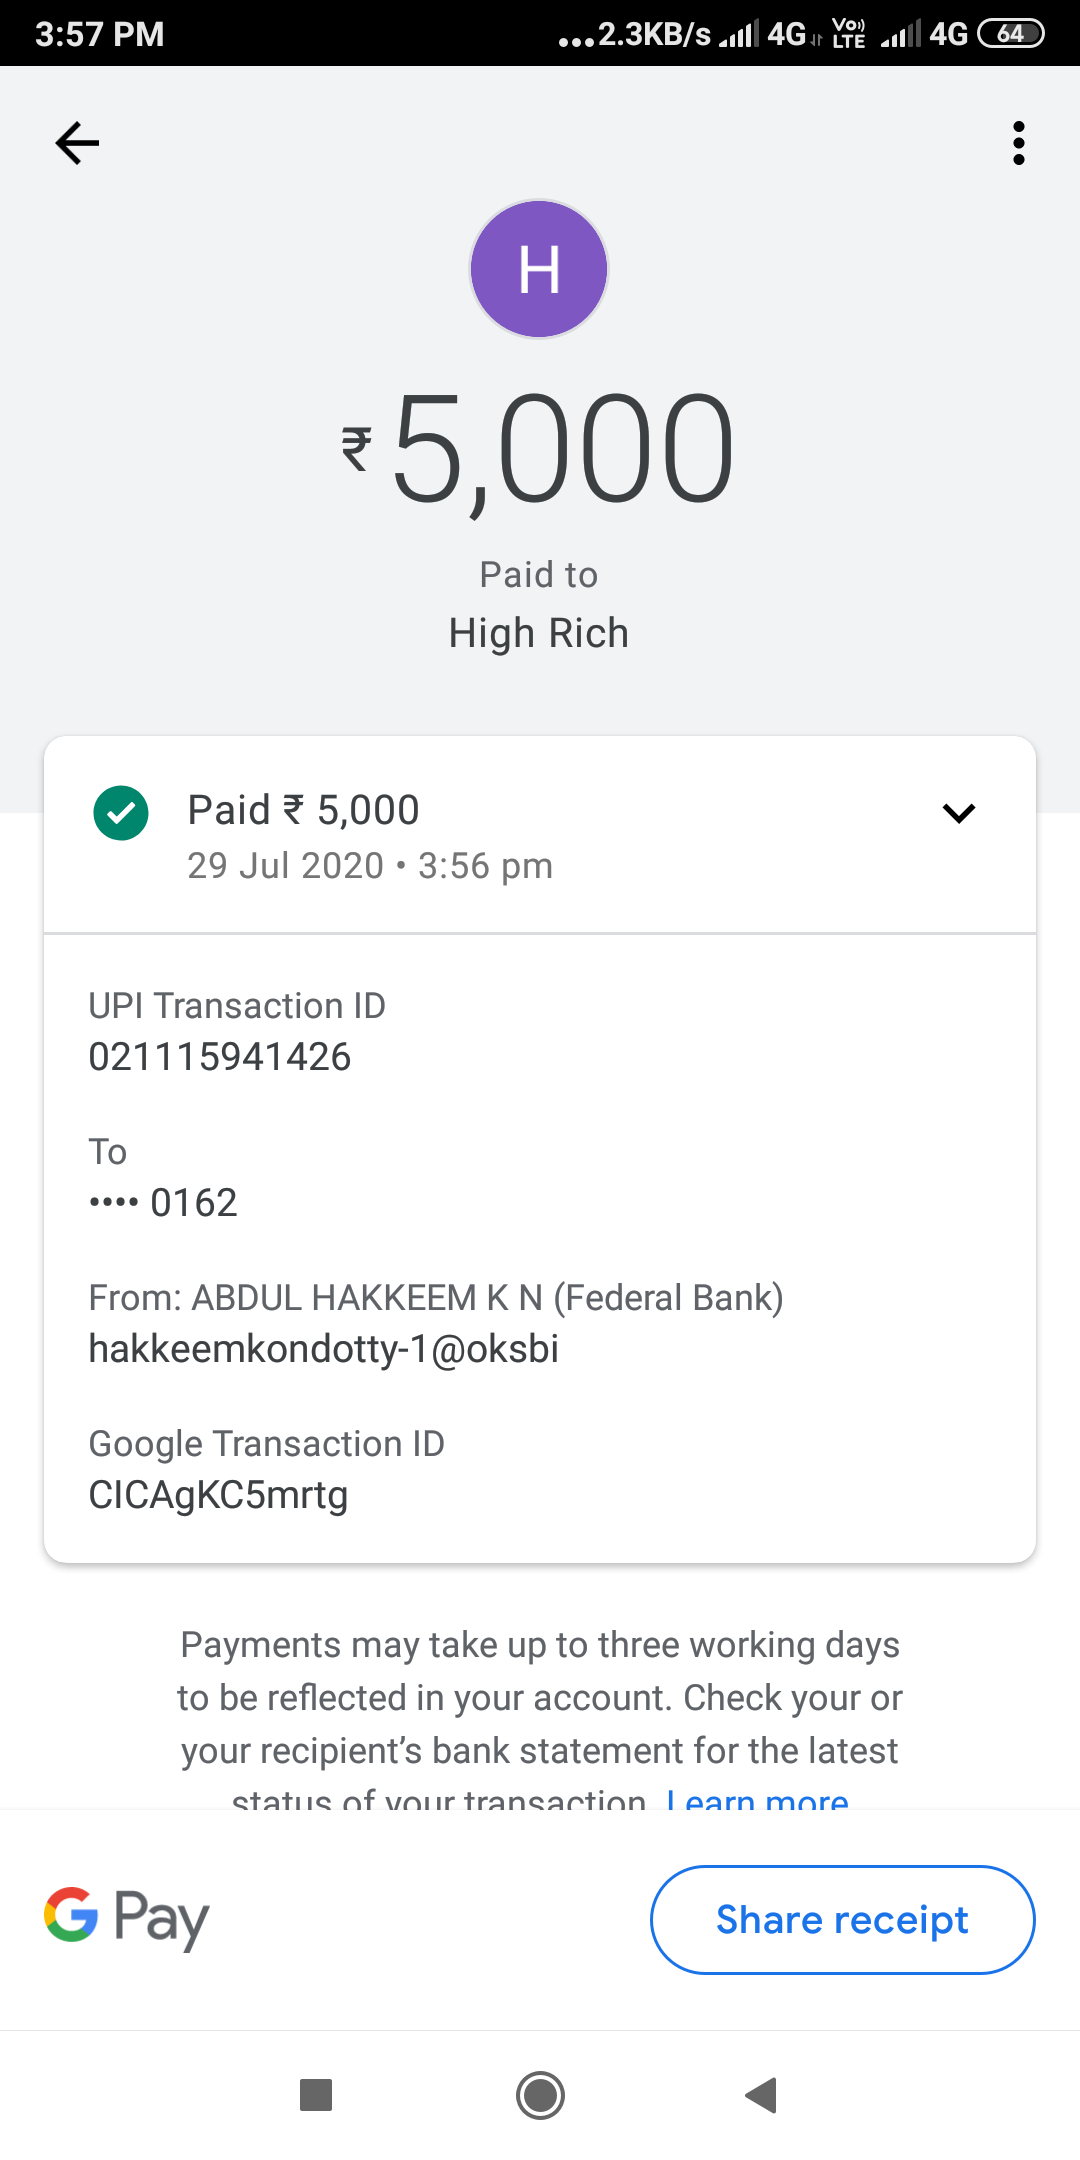 3:57 PM
...2.3KB/s 4G VoLTE 4G 64
H
₹5,000
Paid to
High Rich
Paid ₹ 5,000
29 Jul 2020 • 3:56 pm
UPI Transaction ID
021115941426
To
•••• 0162
From: ABDUL HAKKEEM K N (Federal Bank)
hakkeemkondotty-1@oksbi
Google Transaction ID
CICAgKC5mrtg
Payments may take up to three working days
to be reflected in your account. Check your or
your recipient’s bank statement for the latest
status of your transaction. Learn more
G Pay
Share receipt